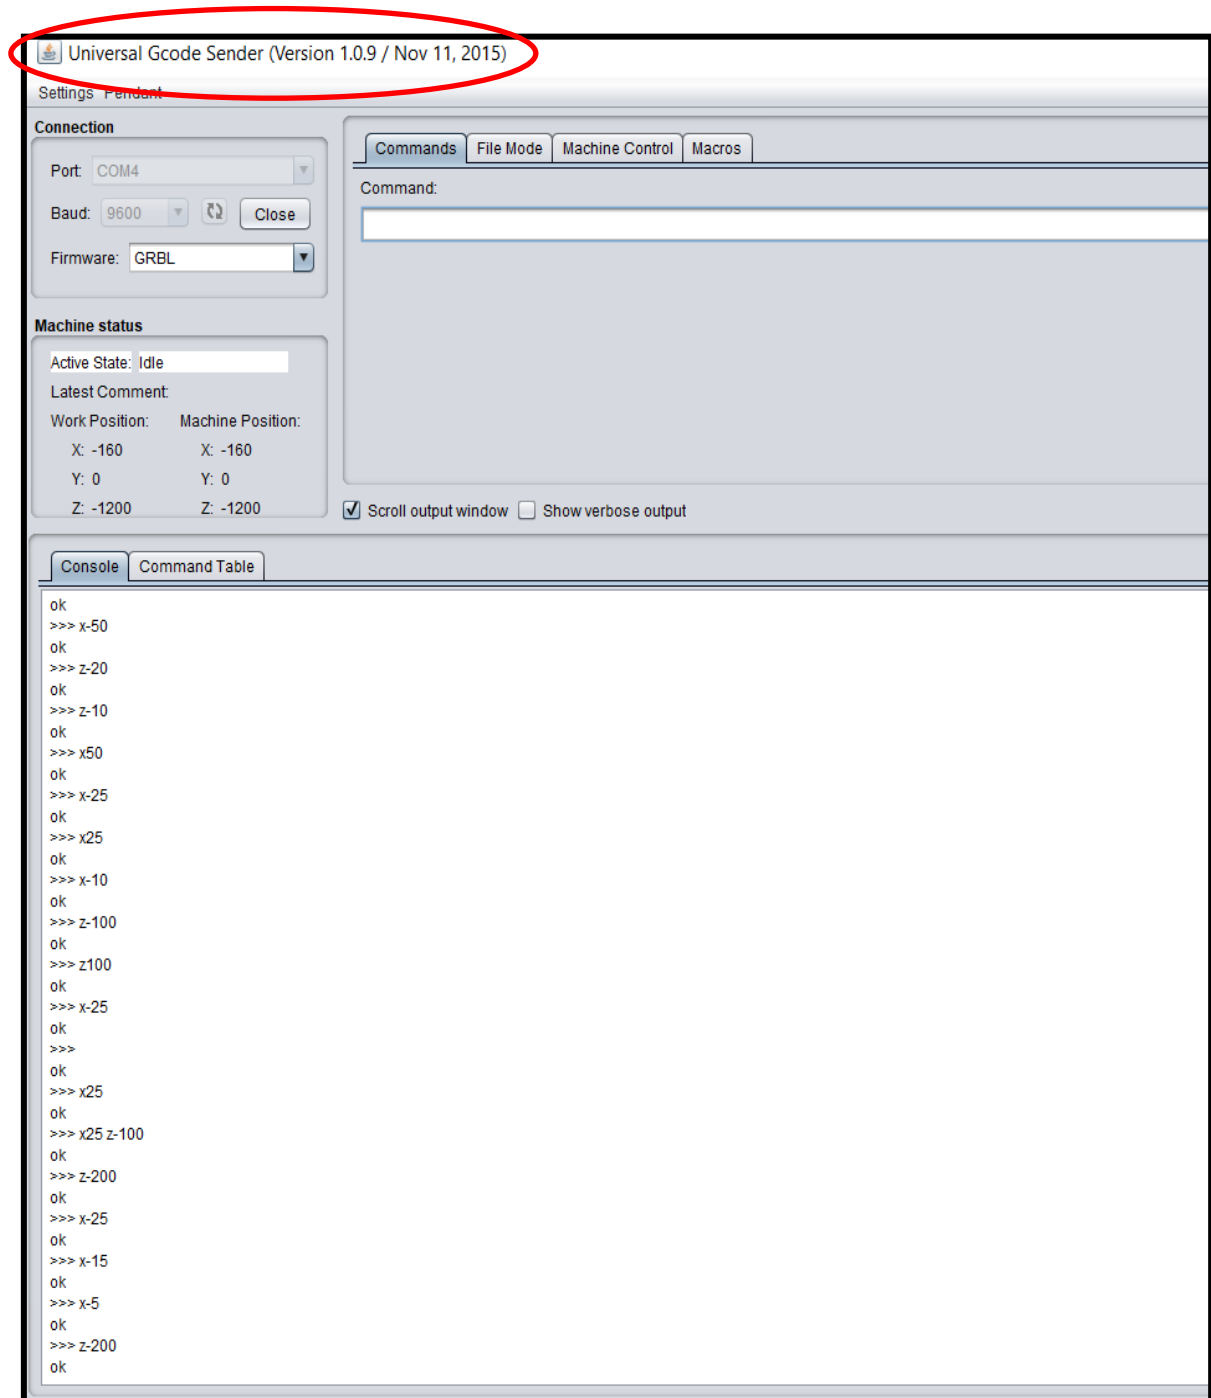 Universal Gcode Sender (Version 1.0.9 / Nov 11, 2015)
Settings Pendant
Connection
Port: COM4
Baud: 9600 Close
Firmware: GRBL
Commands File Mode Machine Control Macros
Command:
Machine status
Active State: Idle
Latest Comment:
Work Position: Machine Position:
X: -160 X: -160
Y: 0 Y: 0
Z: -1200 Z: -1200
Scroll output window Show verbose output
Console Command Table
ok
>>> x-50
ok
>>> z-20
ok
>>> z-10
ok
>>> x50
ok
>>> x-25
ok
>>> x25
ok
>>> x-10
ok
>>> z-100
ok
>>> z100
ok
>>> x-25
ok
>>>
ok
>>> x25
ok
>>> x25 z-100
ok
>>> z-200
ok
>>> x-25
ok
>>> x-15
ok
>>> x-5
ok
>>> z-200
ok